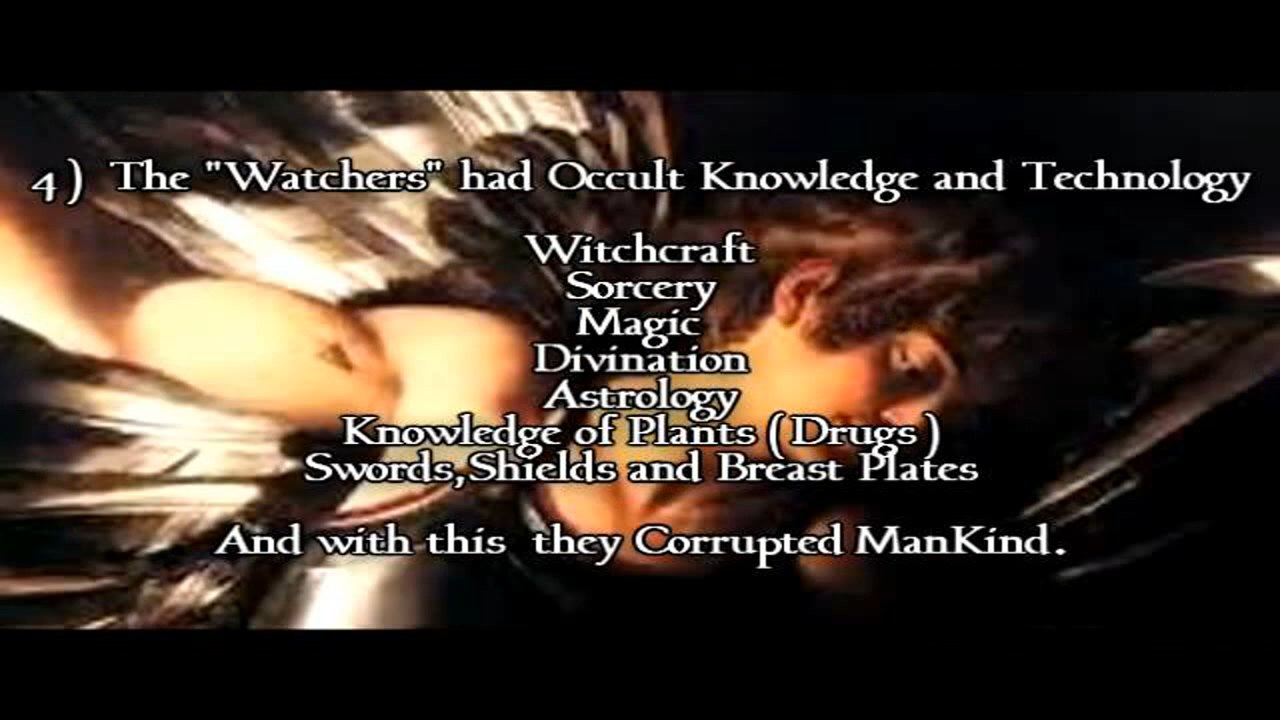 4) The "Watchers" had Occult Knowledge and Technology
Witchcraft
Sorcery
Magic
Divination
Astrology
Knowledge of Plants (Drugs)
Swords,Shields and Breast Plates
And with this they Corrupted ManKind.